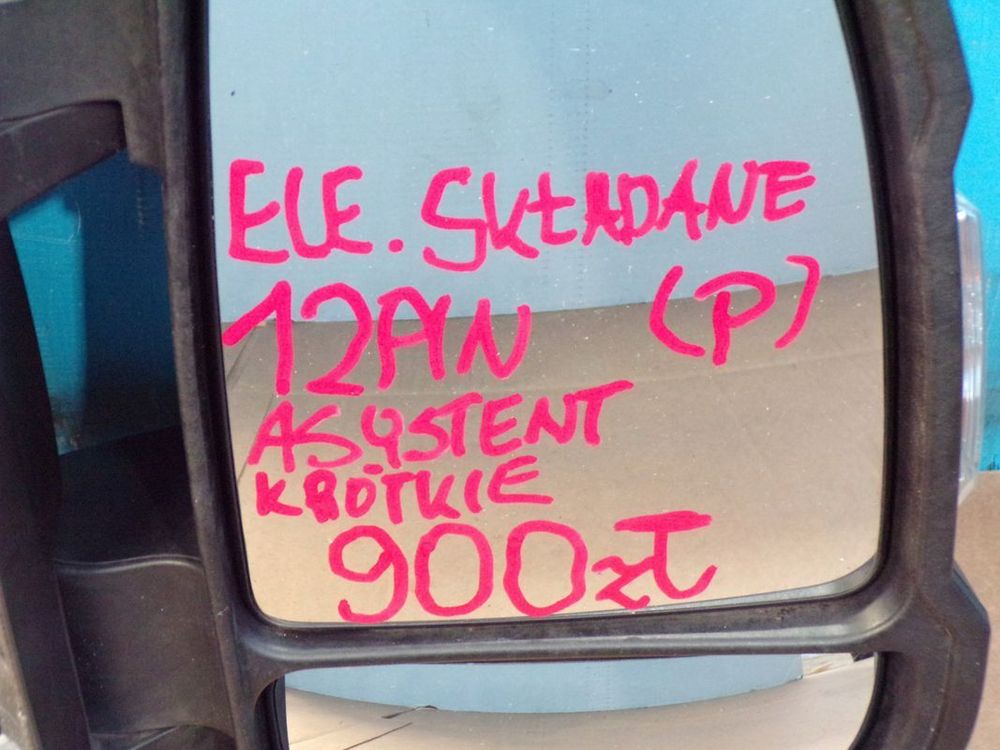 ELE. SKŁADANE
12PIN (P)
ASYSTENT
KRÓTKIE
900zł